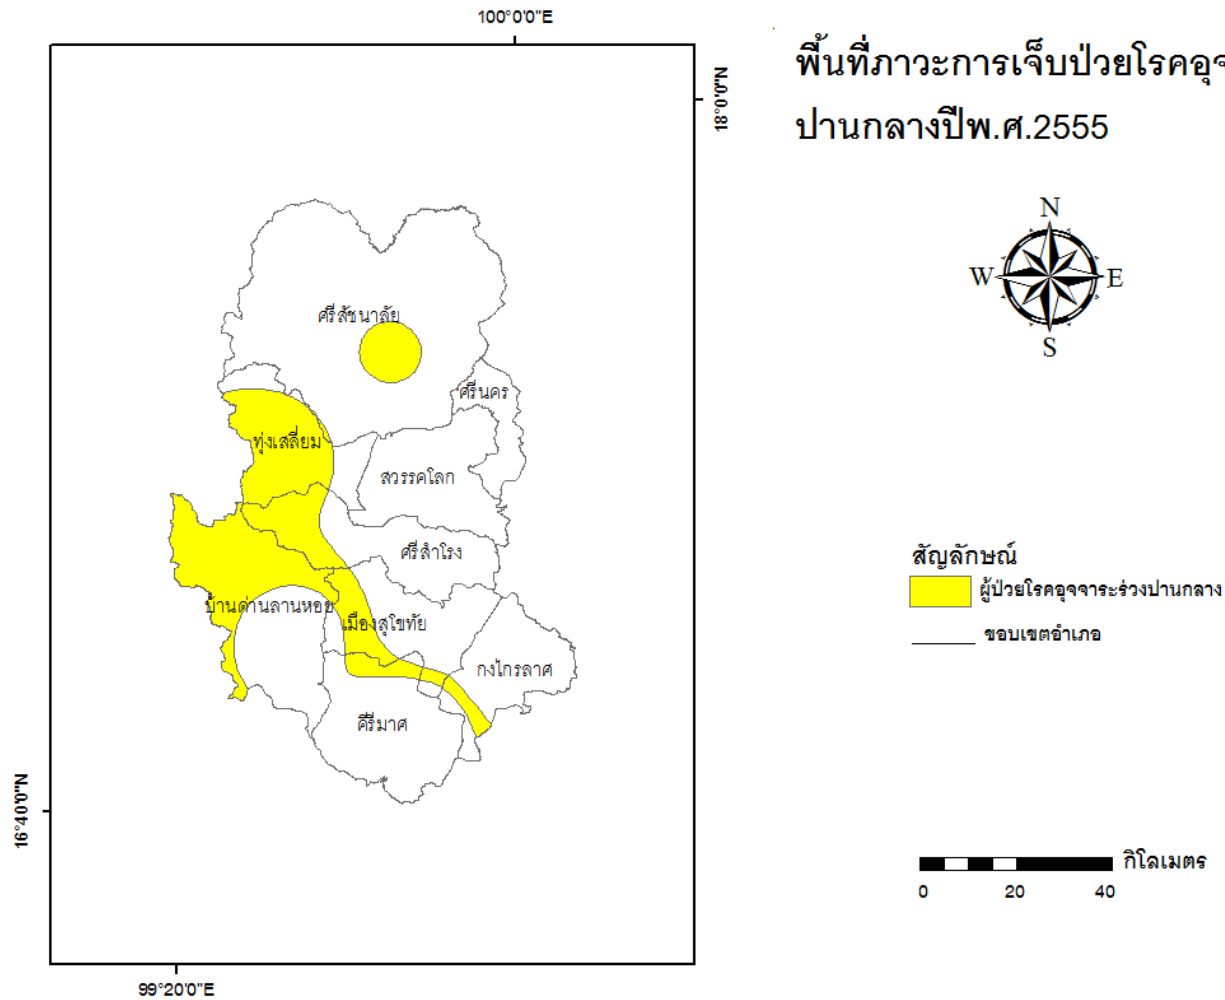 100°0'0"E
18°0'0"N
พื้นที่ภาวะการเจ็บป่วยโรคอุจ
ปานกลางปีพ.ศ.2555
N
W
E
S
ศรีสัชนาลัย
ศรีนคร
ทุ่งเสลี่ยม
สวรรคโลก
ศรีสำโรง
บ้านด่านลานหอย
เมืองสุโขทัย
กงไกรลาศ
คีรีมาศ
สัญลักษณ์
ผู้ป่วยโรคอุจจาระร่วงปานกลาง
ขอบเขตอำเภอ
16°40'0"N
กิโลเมตร
0 20 40
99°20'0"E